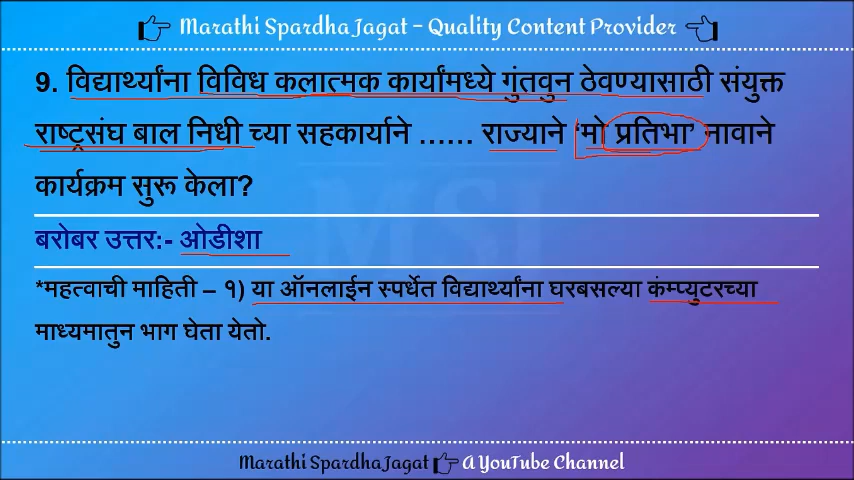 Marathi Spardha Jagat - Quality Content Provider
9. विद्यार्थ्यांना विविध कलात्मक कार्यांमध्ये गुंतवुन ठेवण्यासाठी संयुक्त
राष्ट्रसंघ बाल निधी च्या सहकार्याने ...... राज्याने ‘मो प्रतिभा’ नावाने
कार्यक्रम सुरू केला?
MSJ
बरोबर उत्तर:- ओडीशा
*महत्वाची माहिती – १) या ऑनलाईन स्पर्धेत विद्यार्थ्यांना घरबसल्या कंम्प्युटरच्या
माध्यमातुन भाग घेता येतो.
Marathi Spardha Jagat A YouTube Channel